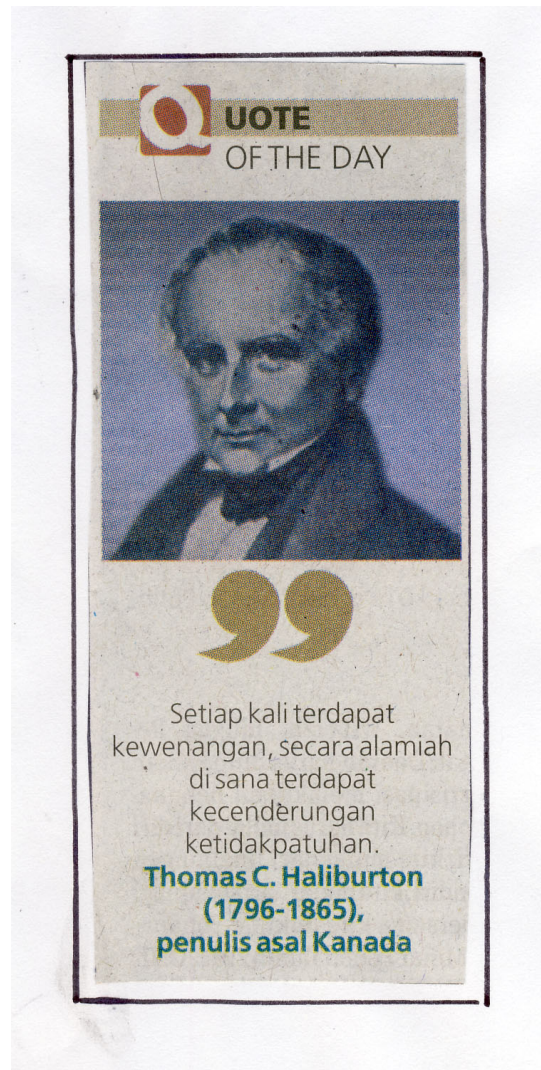 QUOTE
OF THE DAY
Setiap kali terdapat
kewenangan, secara alamiah
di sana terdapat
kecenderungan
ketidakpatuhan.
Thomas C. Haliburton
(1796-1865),
penulis asal Kanada